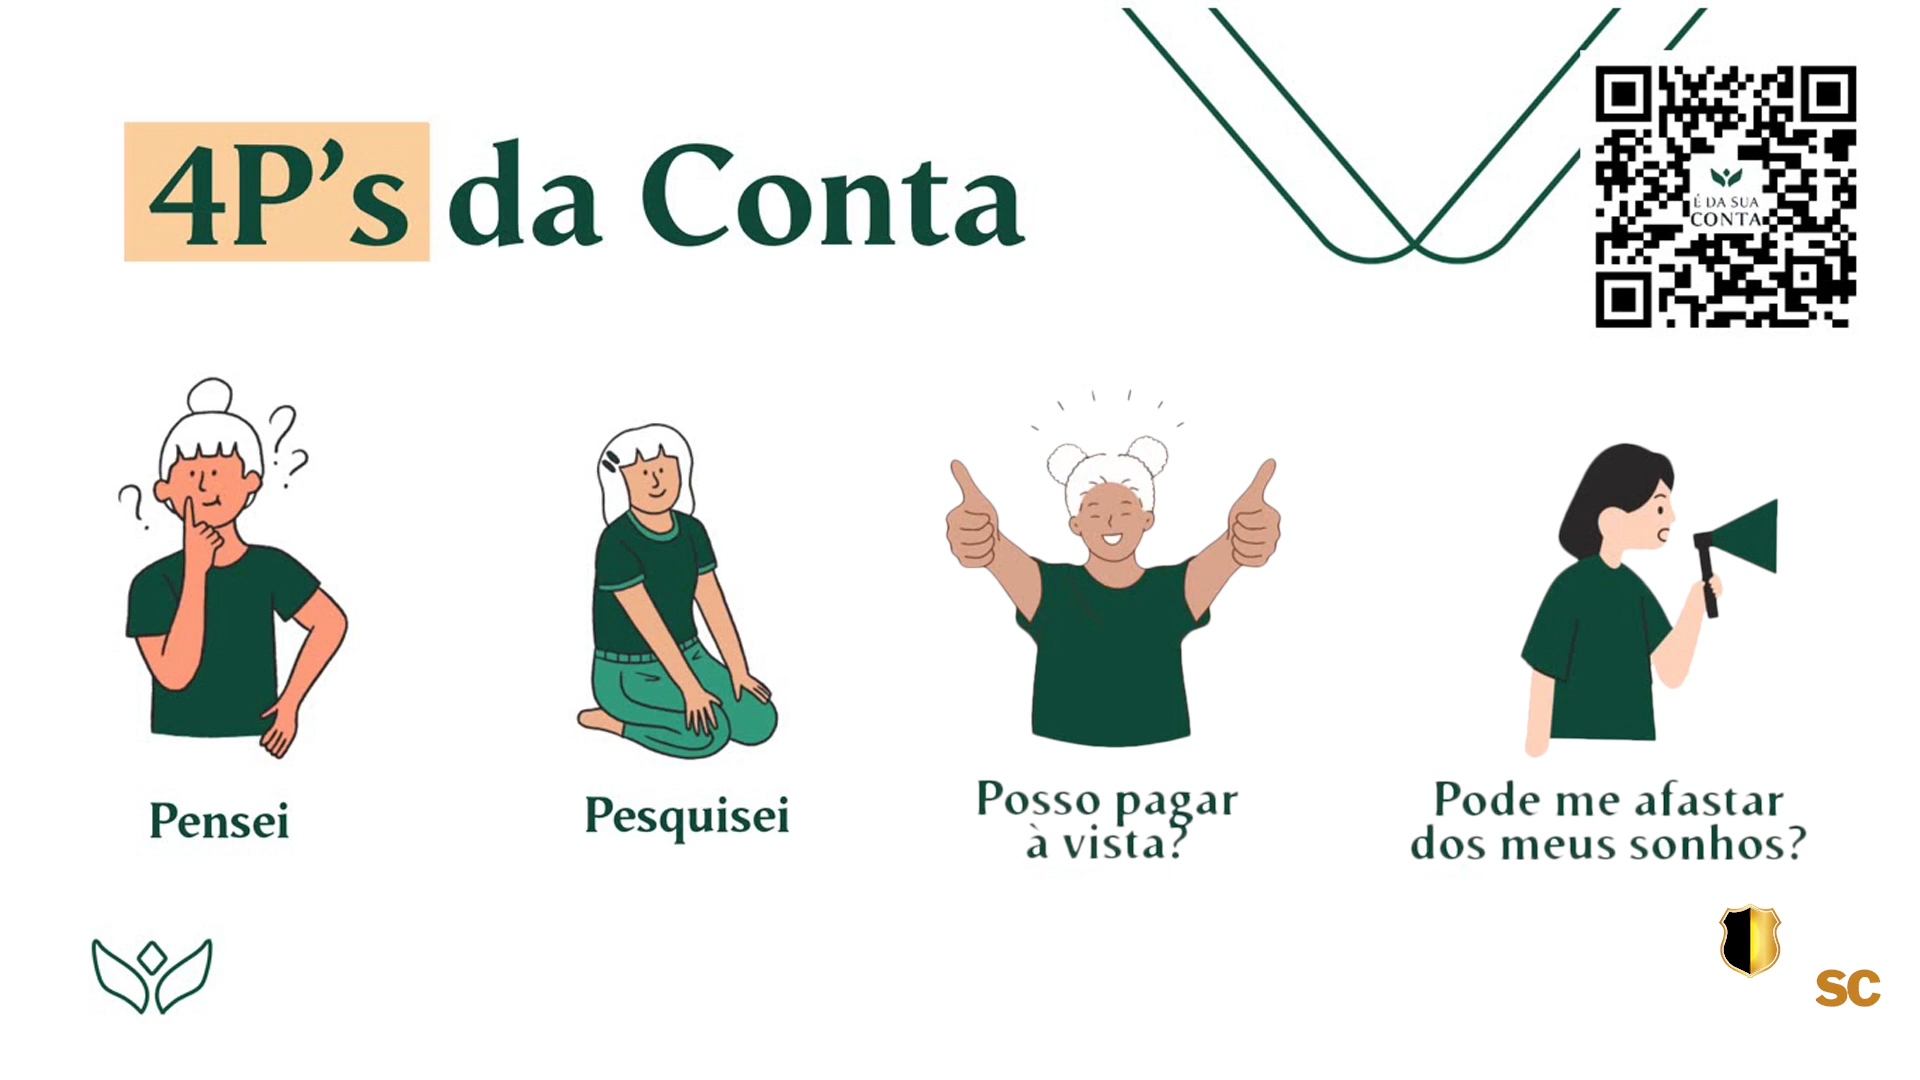 4P's da Conta
É DA SUA
CONTA
? ? ?
Pensei
Pesquisei
Posso pagar
à vista?
Pode me afastar
dos meus sonhos?
SC